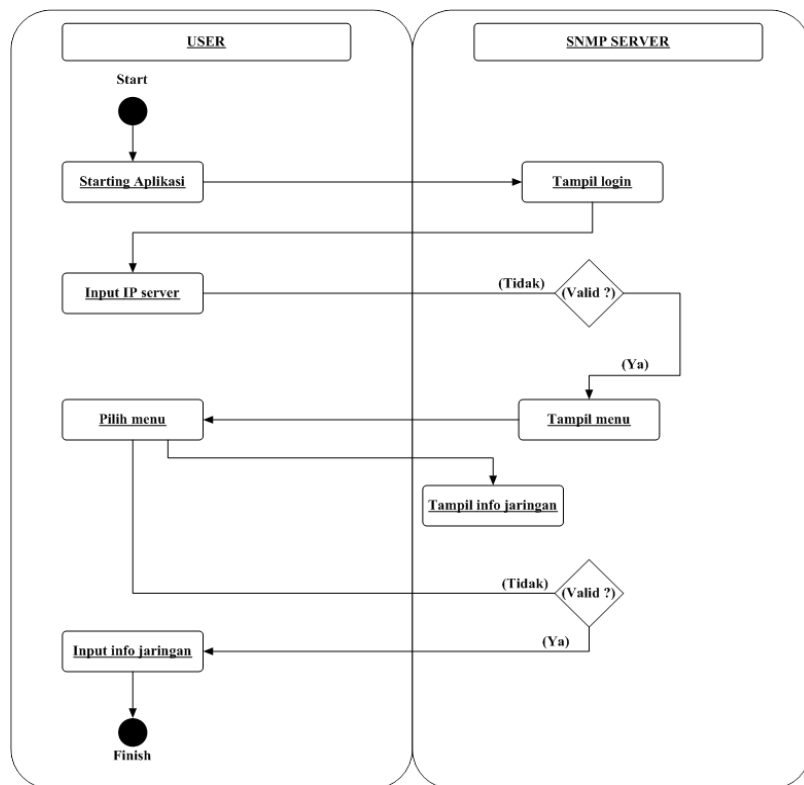 USER
SNMP SERVER
Start
Starting Aplikasi
Tampil login
Input IP server
(Tidak)
(Valid ?)
(Ya)
Pilih menu
Tampil menu
Tampil info jaringan
(Tidak)
(Valid ?)
(Ya)
Input info jaringan
Finish